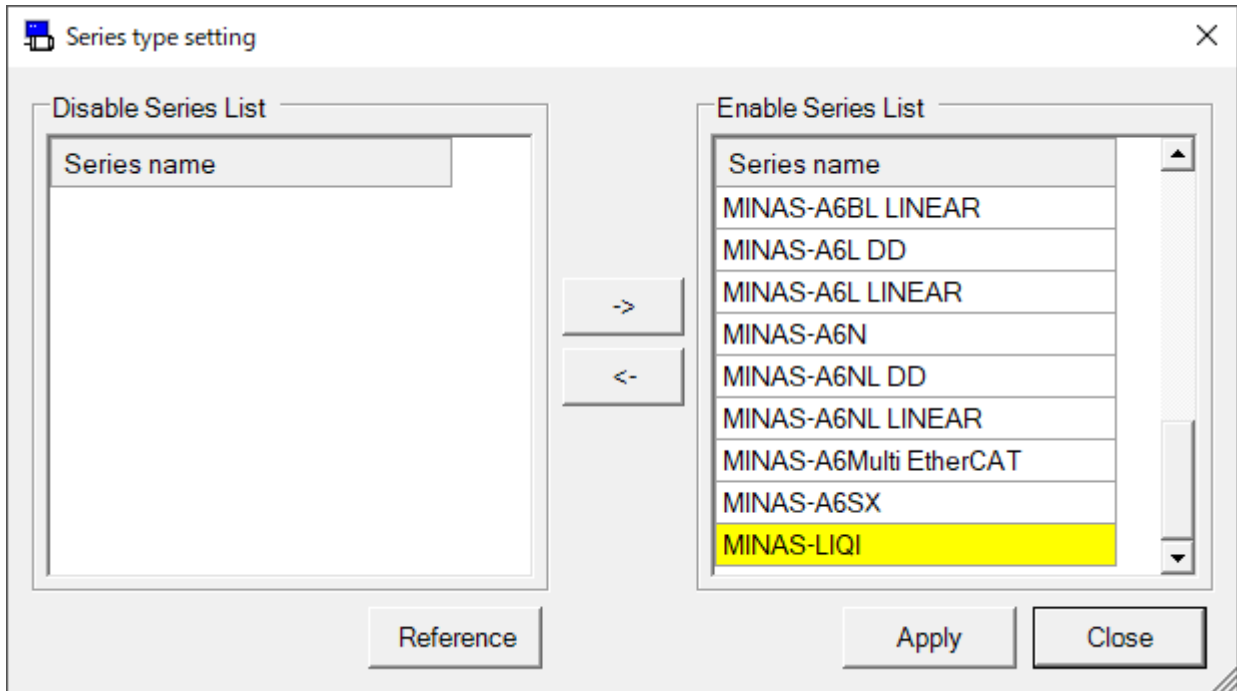 Series type setting
Disable Series List
Series name
->
<-
Reference
Enable Series List
Series name
MINAS-A6BL LINEAR
MINAS-A6L DD
MINAS-A6L LINEAR
MINAS-A6N
MINAS-A6NL DD
MINAS-A6NL LINEAR
MINAS-A6Multi EtherCAT
MINAS-A6SX
MINAS-LIQI
Apply
Close